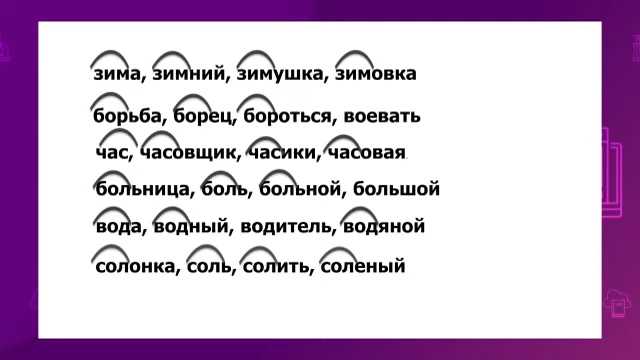 зима, зимний, зимушка, зимовка
борьба, борец, бороться, воевать
час, часовщик, часики, часовая
больница, боль, больной, большой
вода, водный, водитель, водяной
солонка, соль, солить, соленый